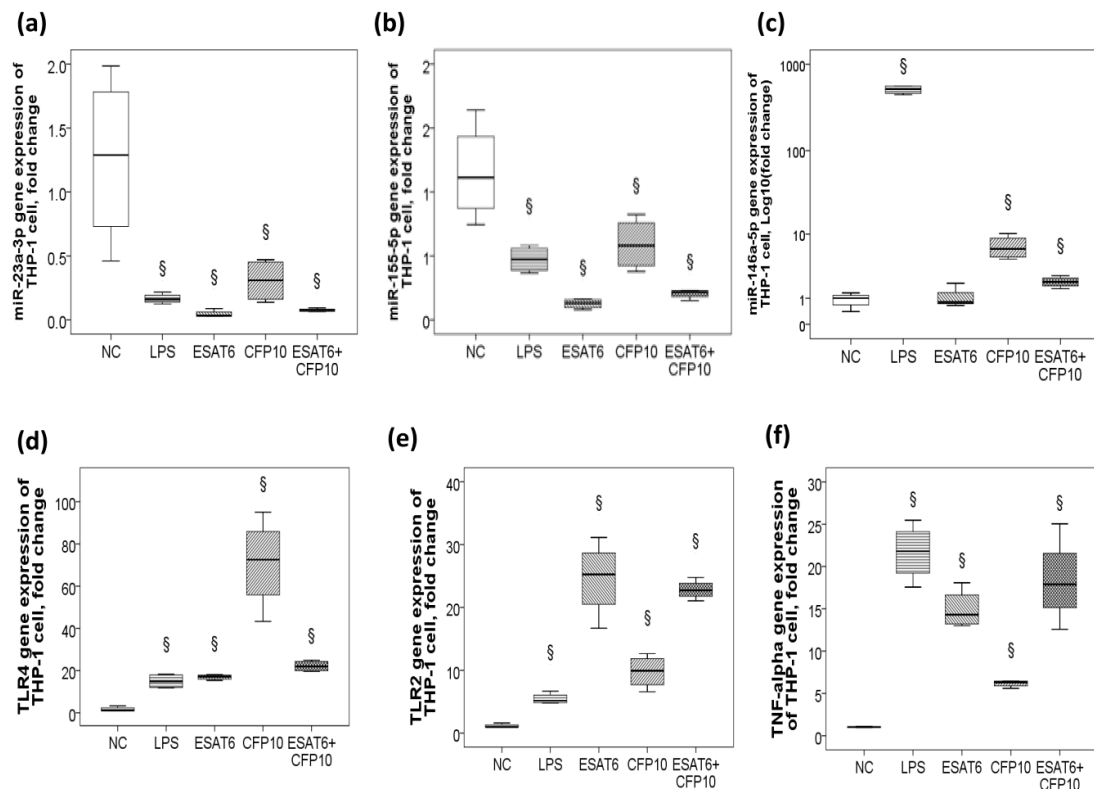 (a)
miR-23a-3p gene expression of
THP-1 cell, fold change
2.0
1.5
1.0
0.5
0.0
§
§
§
§
NC
LPS
ESAT6
CFP10
ESAT6+
CFP10
(b)
miR-155-5p gene expression of
THP-1 cell, fold change
2
2
1
1
0
§
§
§
§
NC
LPS
ESAT6
CFP10
ESAT6+
CFP10
(c)
miR-146a-5p gene expression of
THP-1 cell, Log10(fold change)
1000
100
10
1
0
§
§
§
NC
LPS
ESAT6
CFP10
ESAT6+
CFP10
(d)
TLR4 gene expression of
THP-1 cell, fold change
100
80
60
40
20
0
§
§
§
§
NC
LPS
ESAT6
CFP10
ESAT6+
CFP10
(e)
TLR2 gene expression of
THP-1 cell, fold change
40
30
20
10
0
§
§
§
§
NC
LPS
ESAT6
CFP10
ESAT6+
CFP10
(f)
TNF-alpha gene expression
of THP-1 cell, fold change
30
25
20
15
10
5
0
§
§
§
§
NC
LPS
ESAT6
CFP10
ESAT6+
CFP10